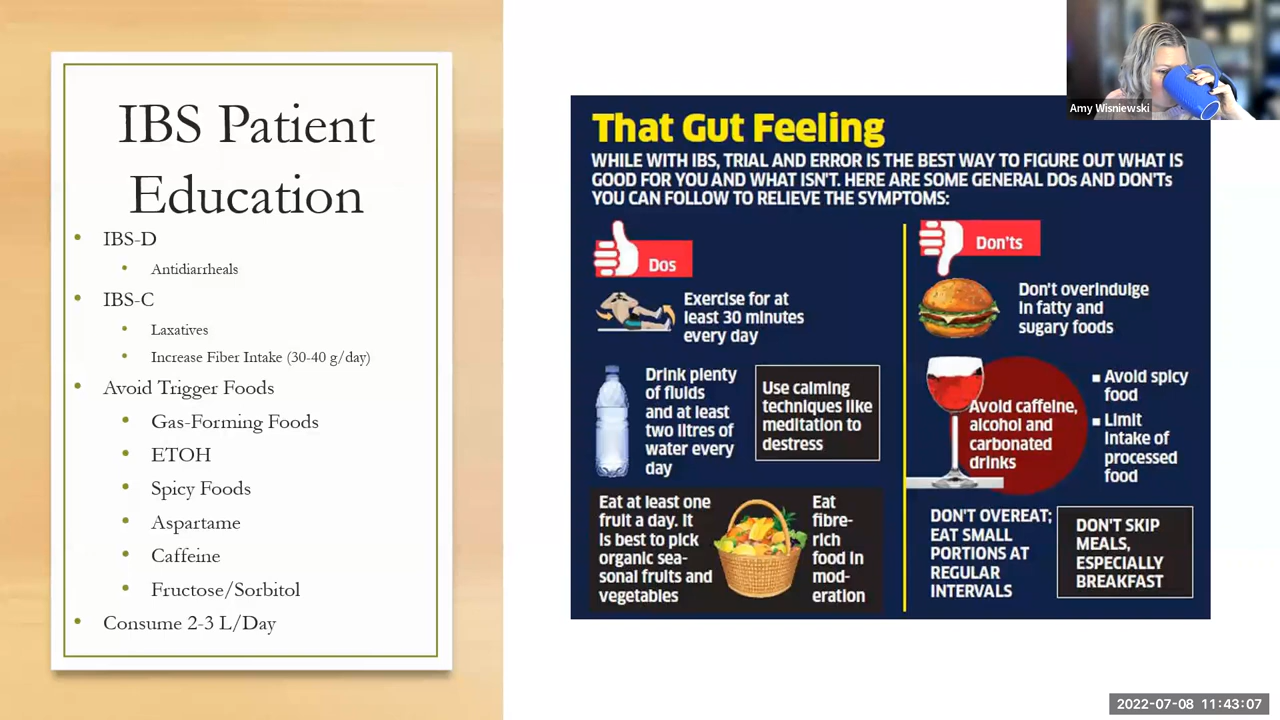 IBS Patient
Education
IBS-D
Antidiarrheals
IBS-C
Laxatives
Increase Fiber Intake (30-40 g/day)
Avoid Trigger Foods
Gas-Forming Foods
ETOH
Spicy Foods
Aspartame
Caffeine
Fructose/Sorbitol
Consume 2-3 L/Day
That Gut Feeling
WHILE WITH IBS, TRIAL AND ERROR IS THE BEST WAY TO FIGURE OUT WHAT IS
GOOD FOR YOU AND WHAT ISN'T. HERE ARE SOME GENERAL DOs AND DON'Ts
YOU CAN FOLLOW TO RELIEVE THE SYMPTOMS:
Dos
Exercise for at
least 30 minutes
every day
Drink plenty
of fluids
and at least
two litres of
water every
day
Use calming
techniques like
meditation to
destress
Eat at least one
fruit a day. It
is best to pick
organic sea-
sonal fruits and
vegetables
Eat
fibre-
rich
food in
mod-
eration
Don'ts
Don't overindulge
in fatty and
sugary foods
Avoid caffeine,
alcohol and
carbonated
drinks
Avoid spicy
food
Limit
intake of
processed
food
DON'T OVEREAT;
EAT SMALL
PORTIONS AT
REGULAR
INTERVALS
DON'T SKIP
MEALS,
ESPECIALLY
BREAKFAST
Amy Wisniewski
2022-07-08 11:43:07